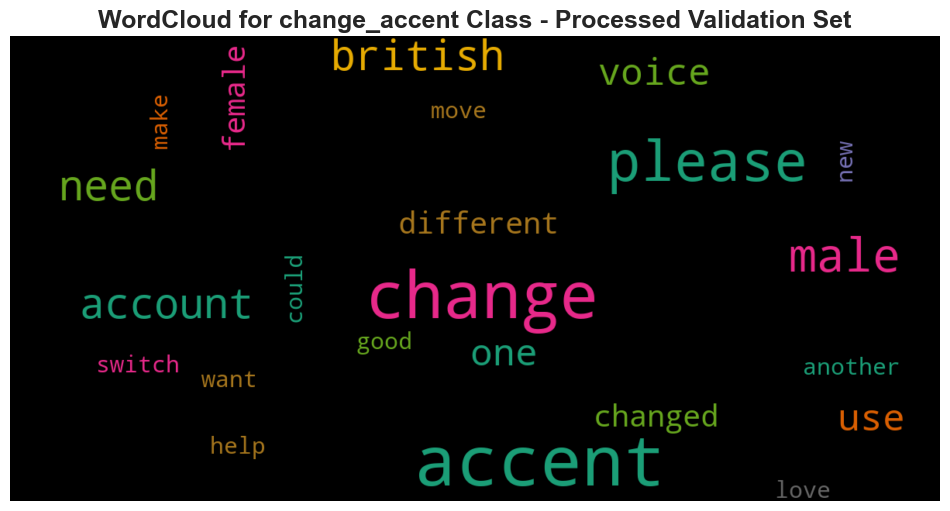 WordCloud for change_accent Class - Processed Validation Set
british
female
voice
make
move
please
new
need
different
male
change
account
could
good
one
switch
want
another
changed
use
help
accent
love